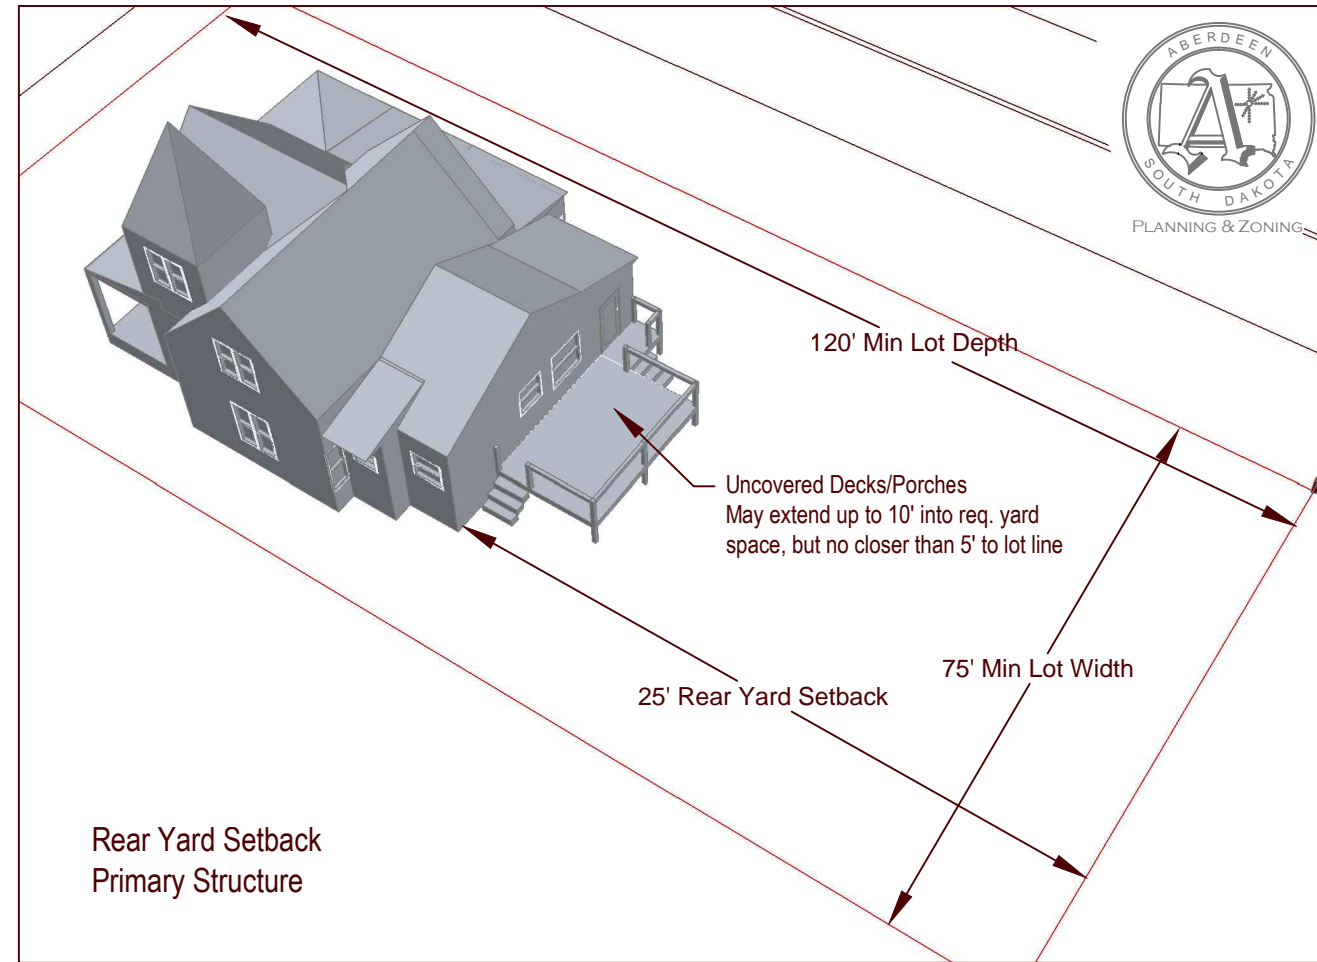 ABERDEEN
A
SOUTH DAKOTA
PLANNING & ZONING
120' Min Lot Depth
Uncovered Decks/Porches
May extend up to 10' into req. yard
space, but no closer than 5' to lot line
75' Min Lot Width
25' Rear Yard Setback
Rear Yard Setback
Primary Structure